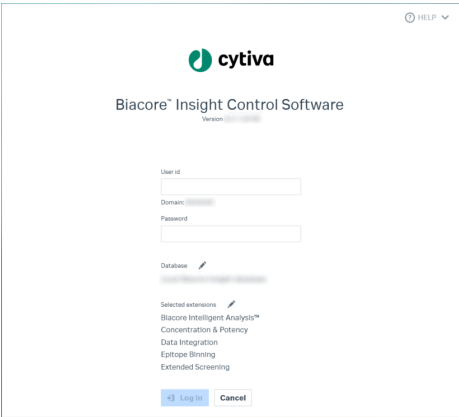 HELP
cytiva
Biacore™ Insight Control Software
Version
User id
Domain:
Password
Database
Selected extensions
Biacore Intelligent Analysis™
Concentration & Potency
Data Integration
Epitope Binning
Extended Screening
Log in
Cancel